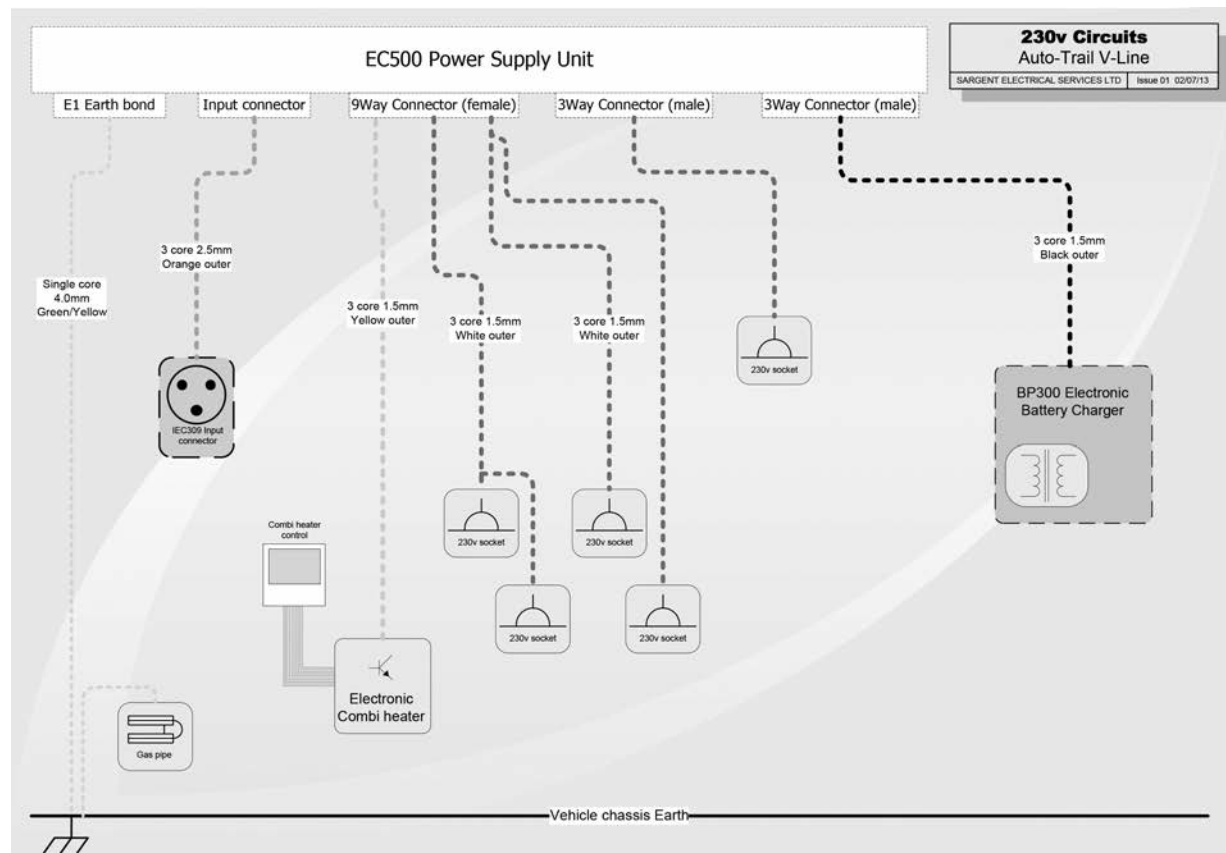 230v Circuits
Auto-Trail V-Line
SARGENT ELECTRICAL SERVICES LTD
Issue 01 02/07/13
EC500 Power Supply Unit
E1 Earth bond
Input connector
9Way Connector (female)
3Way Connector (male)
3Way Connector (male)
3 core 2.5mm
Orange outer
3 core 1.5mm
Black outer
Single core
4.0mm
Green/Yellow
3 core 1.5mm
Yellow outer
3 core 1.5mm
White outer
3 core 1.5mm
White outer
230v socket
BP300 Electronic
Battery Charger
IEC309 Input
connector
Combi heater
control
230v socket
230v socket
230v socket
230v socket
Electronic
Combi heater
Gas pipe
Vehicle chassis Earth